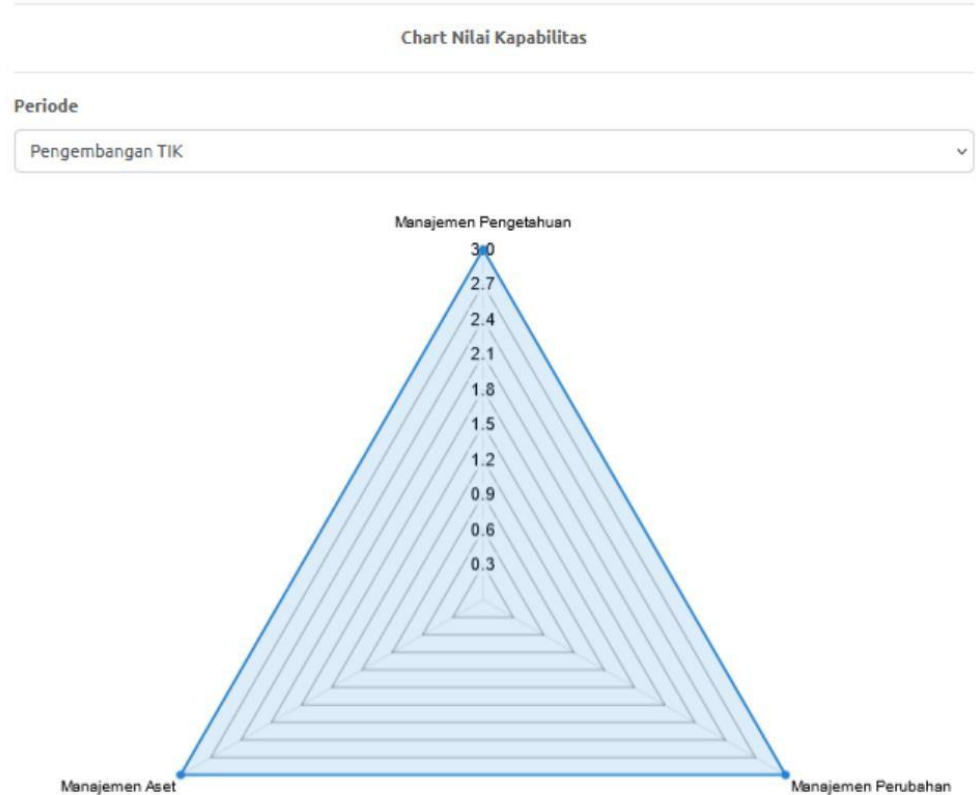 Chart Nilai Kapabilitas
Periode
Pengembangan TIK
Manajemen Pengetahuan
3.0
2.7
2.4
2.1
1.8
1.5
1.2
0.9
0.6
0.3
Manajemen Aset
Manajemen Perubahan